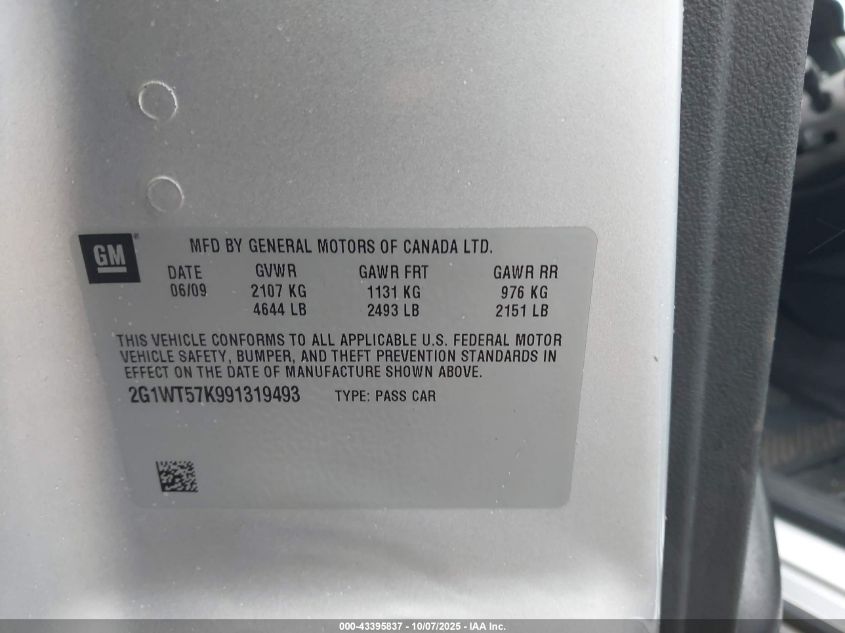 GM
MFD BY GENERAL MOTORS OF CANADA LTD.
DATE GVWR GAWR FRT GAWR RR
06/09 2107 KG 1131 KG 976 KG
4644 LB 2493 LB 2151 LB
THIS VEHICLE CONFORMS TO ALL APPLICABLE U.S. FEDERAL MOTOR
VEHICLE SAFETY, BUMPER, AND THEFT PREVENTION STANDARDS IN
EFFECT ON THE DATE OF MANUFACTURE SHOWN ABOVE.
2G1WT57K991319493 TYPE: PASS CAR
000-43395837 - 10/07/2025 - IAA Inc.